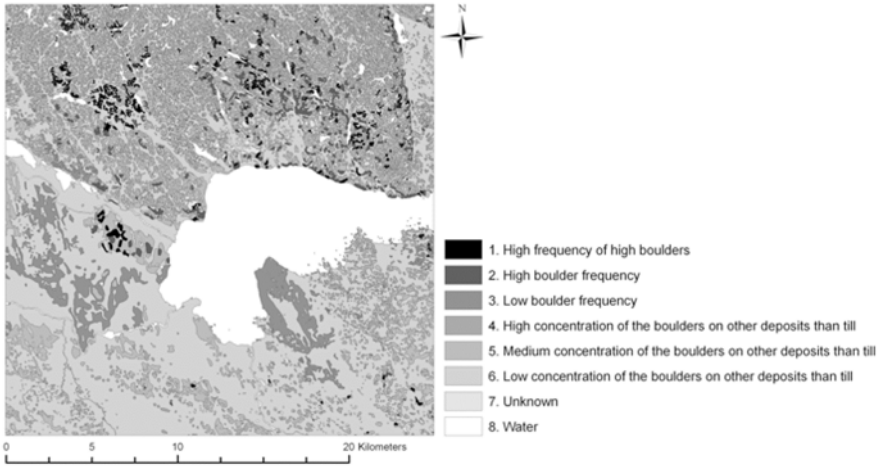 N
1. High frequency of high boulders
2. High boulder frequency
3. Low boulder frequency
4. High concentration of the boulders on other deposits than till
5. Medium concentration of the boulders on other deposits than till
6. Low concentration of the boulders on other deposits than till
7. Unknown
8. Water
0 5 10 20 Kilometers